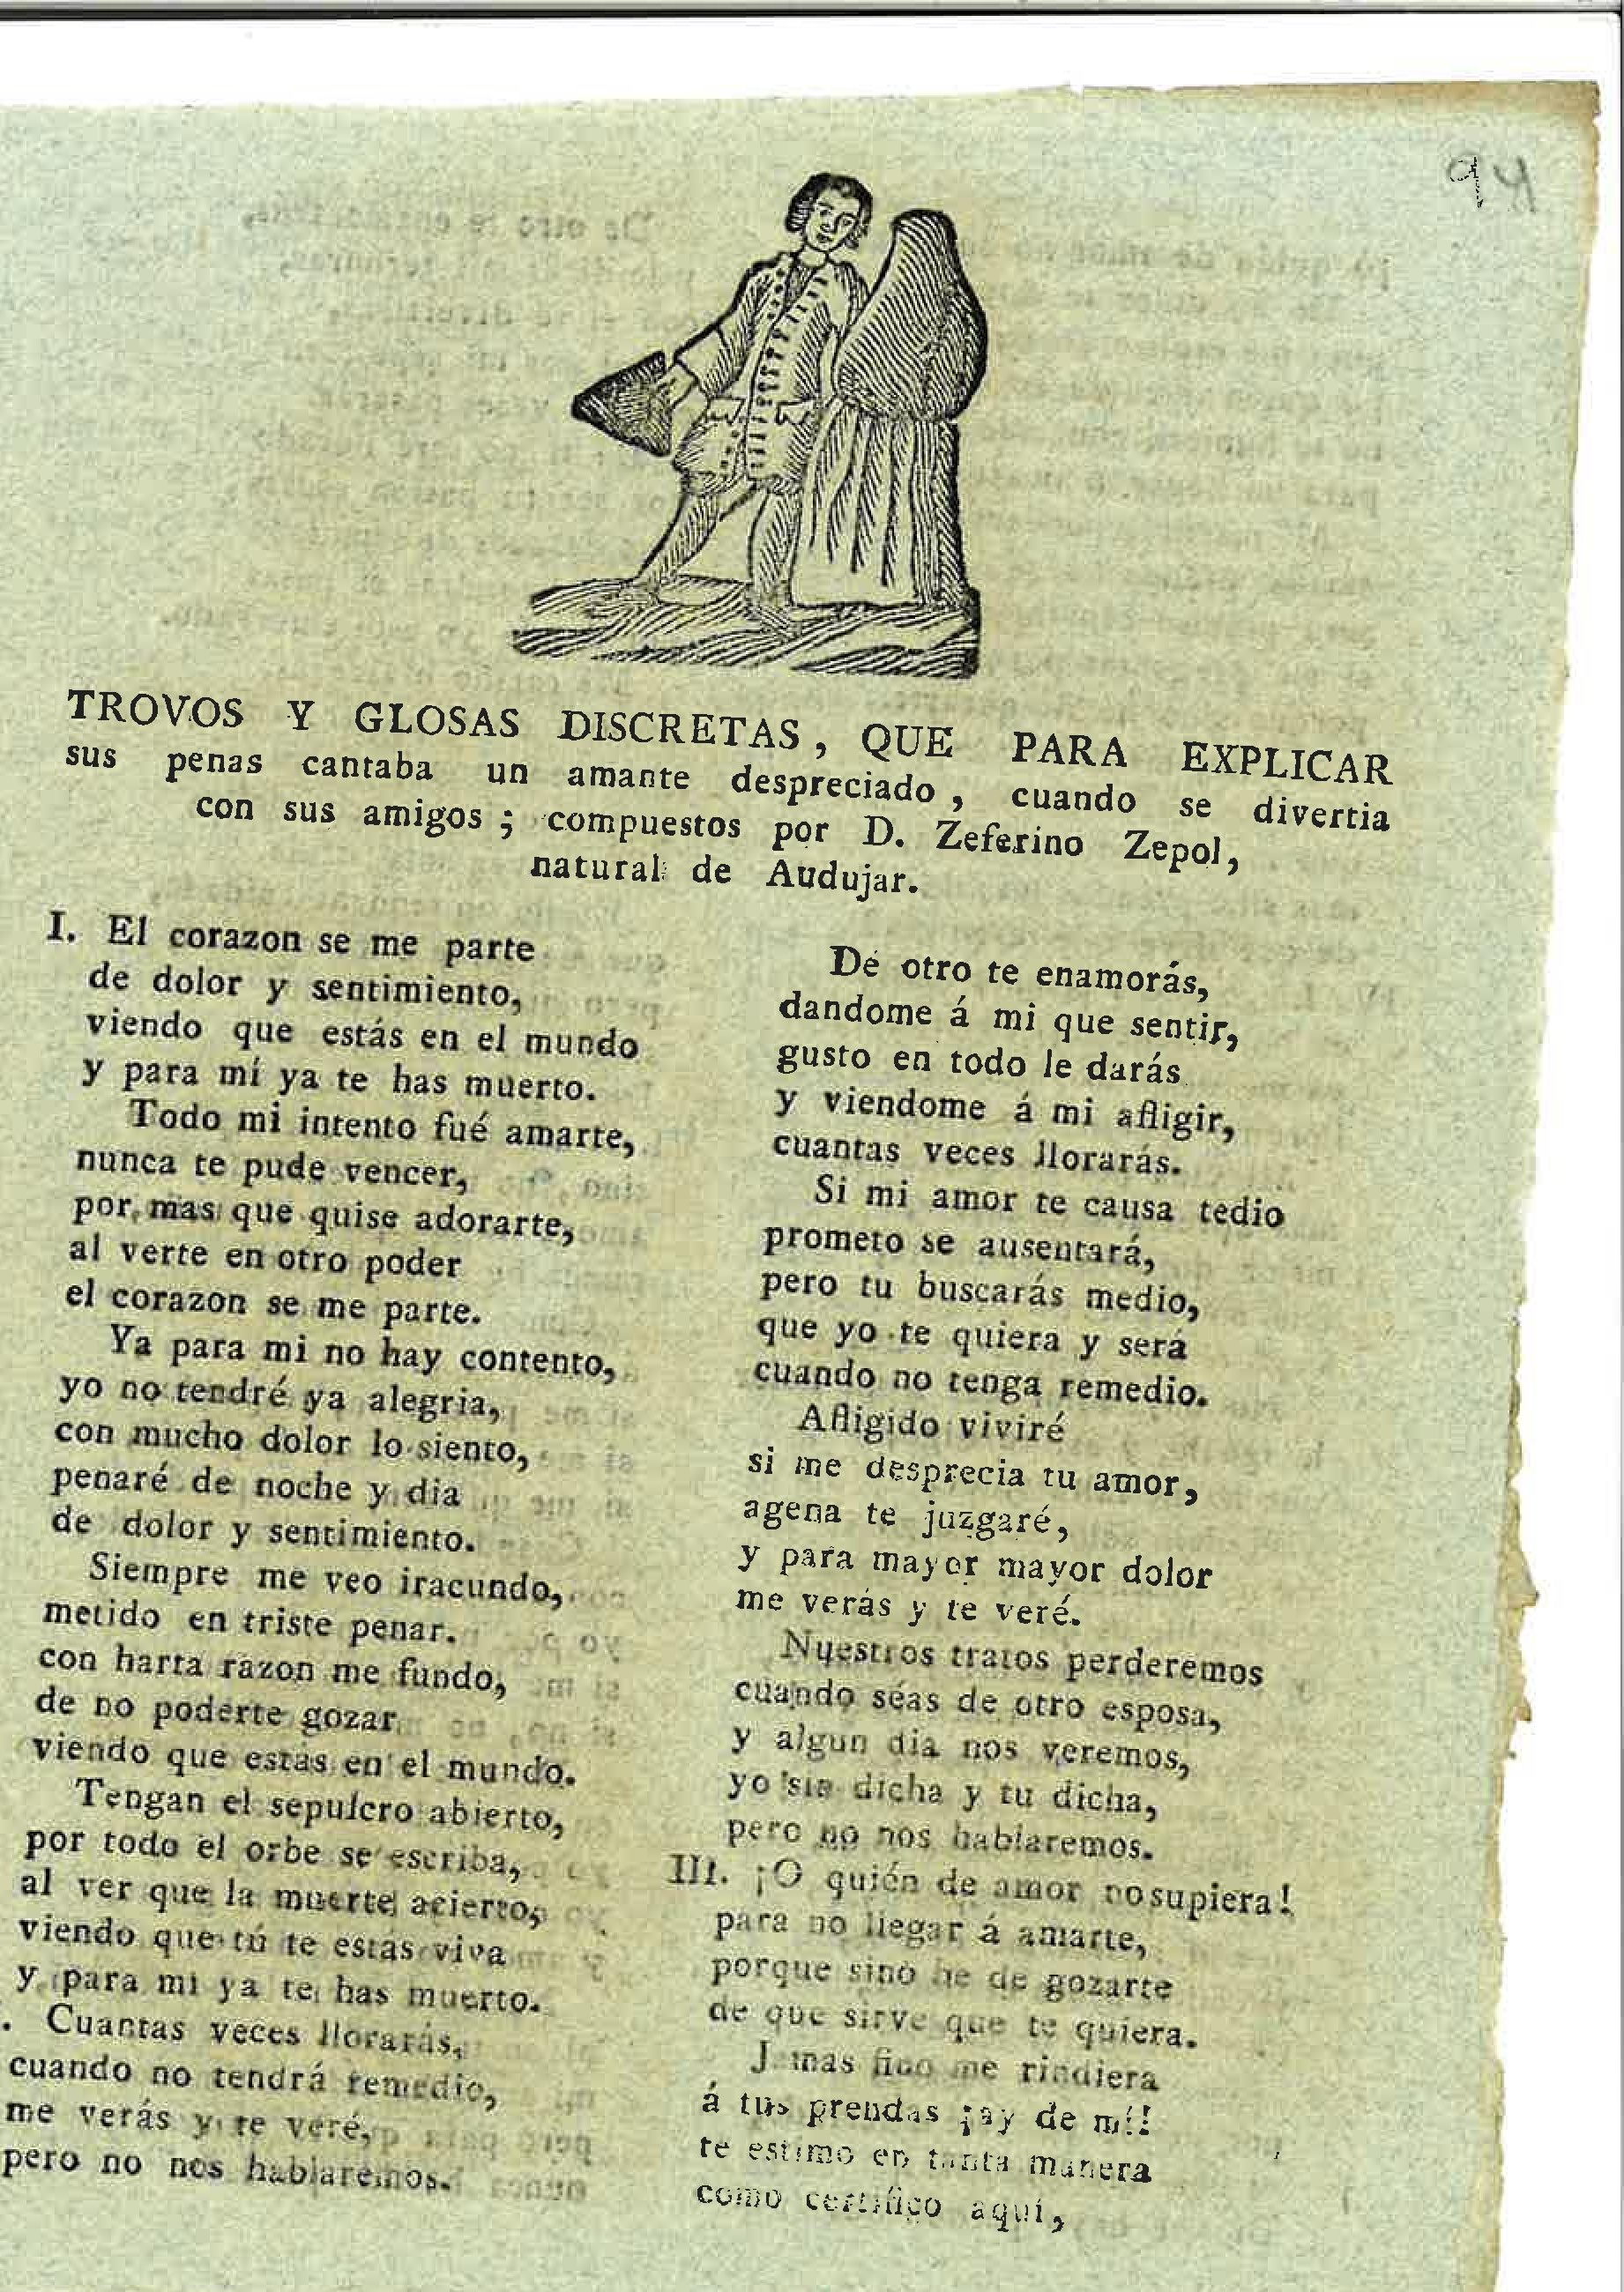 94
TROVOS Y GLOSAS DISCRETAS, QUE PARA EXPLICAR
sus penas cantaba un amante despreciado, cuando se divertia
con sus amigos; compuestos por D. Zeferino Zepol,
natural de Audujar.
I. El corazon se me parte
de dolor y sentimiento,
viendo que estás en el mundo
y para mí ya te has muerto.
Todo mi intento fué amarte,
nunca te pude vencer,
por mas que quise adorarte,
al verte en otro poder
el corazon se me parte.
Ya para mi no hay contento,
yo no tendré ya alegria,
con mucho dolor lo siento,
penaré de noche y dia
de dolor y sentimiento.
Siempre me veo iracundo,
metido en triste penar.
con harta razon me fundo,
de no poderte gozar
viendo que estás en el mundo.
Tengan el sepulcro abierto,
por todo el orbe se escriba,
al ver que la muerte acierto,
viendo que tú te estás viva
y para mi ya te has muerto.
. Cuantas veces llorarás,
cuando no tendrá remedio,
me verás y te veré,
pero no nos hablaremos.
De otro te enamorás,
dandome á mi que sentir,
gusto en todo le darás
y viendome á mi afligir,
cuantas veces llorarás.
Si mi amor te causa tedio
prometo se ausentará,
pero tu buscarás medio,
que yo te quiera y será
cuando no tenga remedio.
Afligido viviré
si me desprecia tu amor,
agena te juzgaré,
y para mayor mayor dolor
me verás y te veré.
Nuestros tratos perderemos
cuando séas de otro esposa,
y algun dia nos veremos,
yo sin dicha y tu dicha,
pero no nos hablaremos.
III. ¡O quién de amor no supiera!
para no llegar á amarte,
porque sino he de gozarte
de que sirve que te quiera.
J mas fino me rindiera
á tus prendas ¡ay de mí!
te estimo en tanta manera
como certifico aquí,